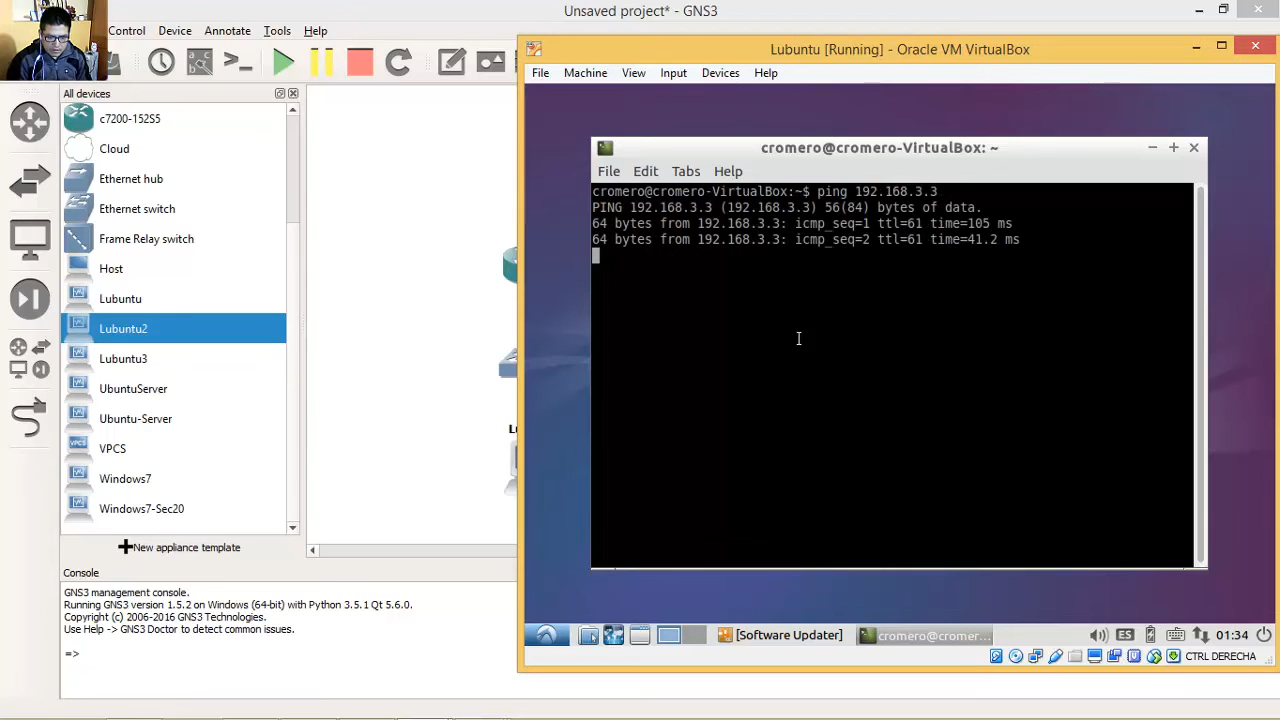 Unsaved project* - GNS3
Control Device Annotate Tools Help
All devices
c7200-152S5
Cloud
Ethernet hub
Ethernet switch
Frame Relay switch
Host
Lubuntu
Lubuntu2
Lubuntu3
UbuntuServer
Ubuntu-Server
VPCS
Windows7
Windows7-Sec20
New appliance template
Console
GNS3 management console.
Running GNS3 version 1.5.2 on Windows (64-bit) with Python 3.5.1 Qt 5.6.0.
Copyright (c) 2006-2016 GNS3 Technologies.
Use Help -> GNS3 Doctor to detect common issues.
=>
Lubuntu [Running] - Oracle VM VirtualBox
File Machine View Input Devices Help
cromero@cromero-VirtualBox: ~
File Edit Tabs Help
cromero@cromero-VirtualBox:~$ ping 192.168.3.3
PING 192.168.3.3 (192.168.3.3) 56(84) bytes of data.
64 bytes from 192.168.3.3: icmp_seq=1 ttl=61 time=105 ms
64 bytes from 192.168.3.3: icmp_seq=2 ttl=61 time=41.2 ms
[Software Updater] cromero@cromer... ES 01:34
CTRL DERECHA